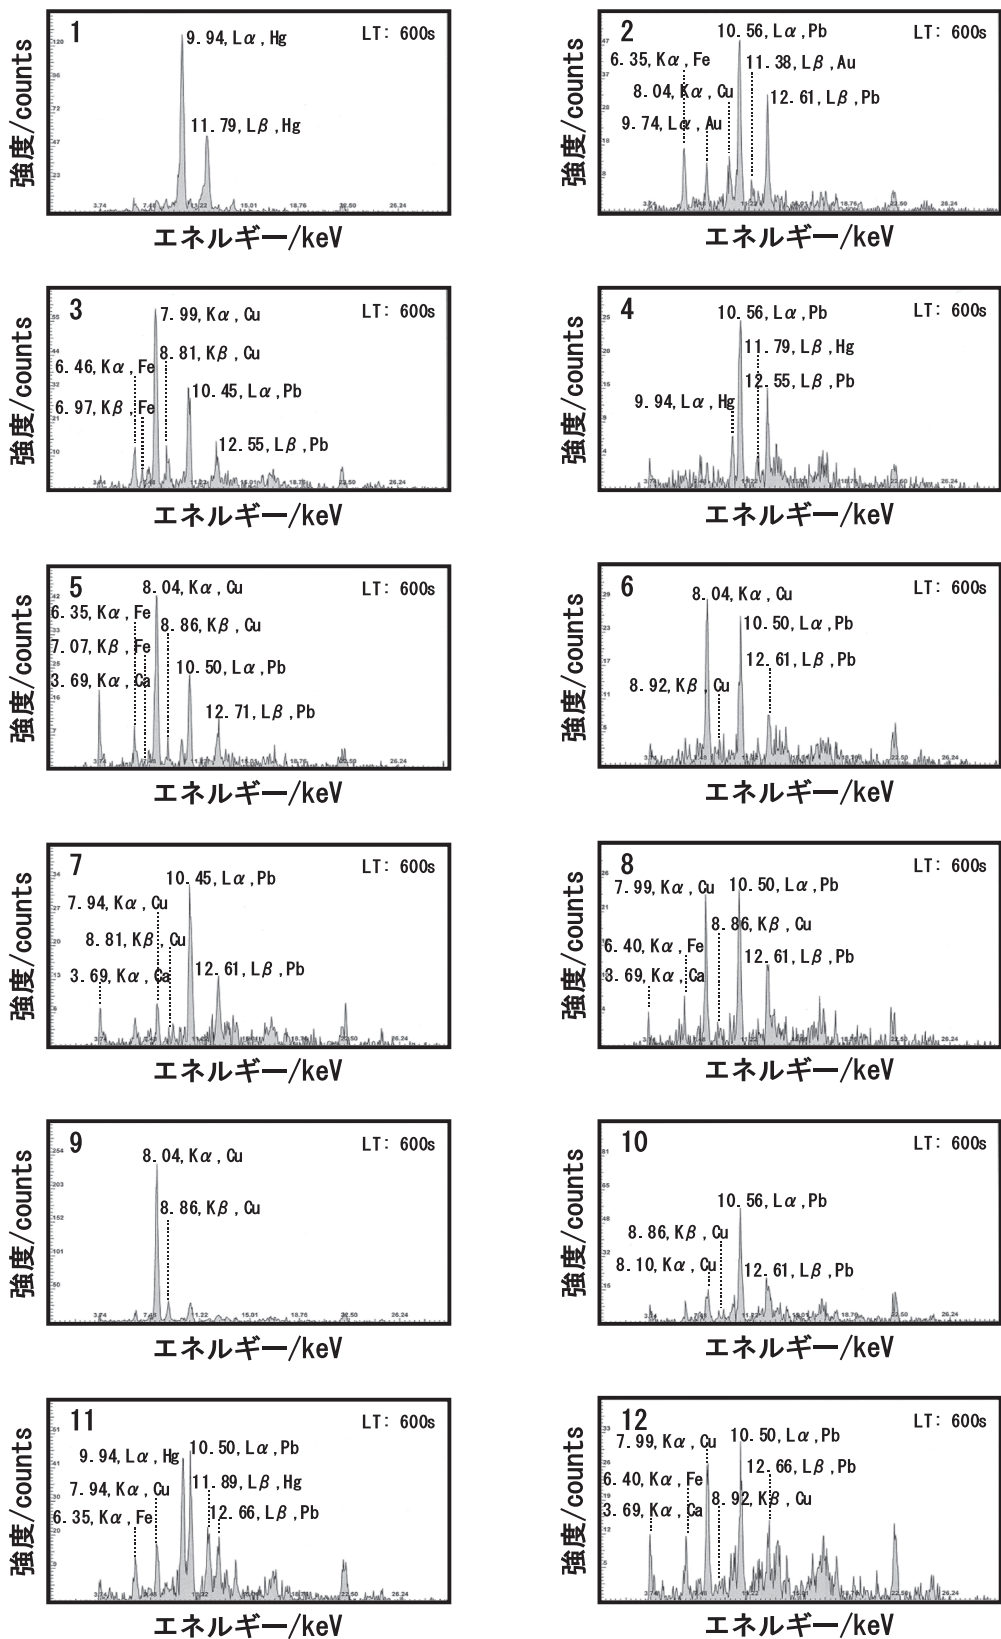 1
LT: 600s
9.94, Lα, Hg
11.79, Lβ, Hg
強度/counts
3.74 7.48 11.22 15.01 18.76 22.50 26.24
エネルギー/keV
2
LT: 600s
10.56, Lα, Pb
6.35, Kα, Fe
11.38, Lβ, Au
8.04, Kα, Cu
12.61, Lβ, Pb
9.74, Lα, Au
強度/counts
エネルギー/keV
3
LT: 600s
7.99, Kα, Cu
8.81, Kβ, Cu
6.46, Kα, Fe
10.45, Lα, Pb
6.97, Kβ, Fe
12.55, Lβ, Pb
強度/counts
エネルギー/keV
4
LT: 600s
10.56, Lα, Pb
11.79, Lβ, Hg
12.55, Lβ, Pb
9.94, Lα, Hg
強度/counts
エネルギー/keV
5
LT: 600s
8.04, Kα, Cu
6.35, Kα, Fe
8.86, Kβ, Cu
7.07, Kβ, Fe
10.50, Lα, Pb
3.69, Kα, Ca
12.71, Lβ, Pb
強度/counts
エネルギー/keV
6
LT: 600s
8.04, Kα, Cu
10.50, Lα, Pb
12.61, Lβ, Pb
8.92, Kβ, Cu
強度/counts
エネルギー/keV
7
LT: 600s
10.45, Lα, Pb
7.94, Kα, Cu
8.81, Kβ, Cu
3.69, Kα, Ca
12.61, Lβ, Pb
強度/counts
エネルギー/keV
8
LT: 600s
7.99, Kα, Cu
10.50, Lα, Pb
8.86, Kβ, Cu
6.40, Kα, Fe
12.61, Lβ, Pb
3.69, Kα, Ca
強度/counts
エネルギー/keV
9
LT: 600s
8.04, Kα, Cu
8.86, Kβ, Cu
強度/counts
エネルギー/keV
10
LT: 600s
10.56, Lα, Pb
8.86, Kβ, Cu
8.10, Kα, Cu
12.61, Lβ, Pb
強度/counts
エネルギー/keV
11
LT: 600s
9.94, Lα, Hg
10.50, Lα, Pb
7.94, Kα, Cu
11.89, Lβ, Hg
6.35, Kα, Fe
12.66, Lβ, Pb
強度/counts
エネルギー/keV
12
LT: 600s
7.99, Kα, Cu
10.50, Lα, Pb
12.66, Lβ, Pb
6.40, Kα, Fe
3.69, Kα, Ca
8.92, Kβ, Cu
強度/counts
エネルギー/keV